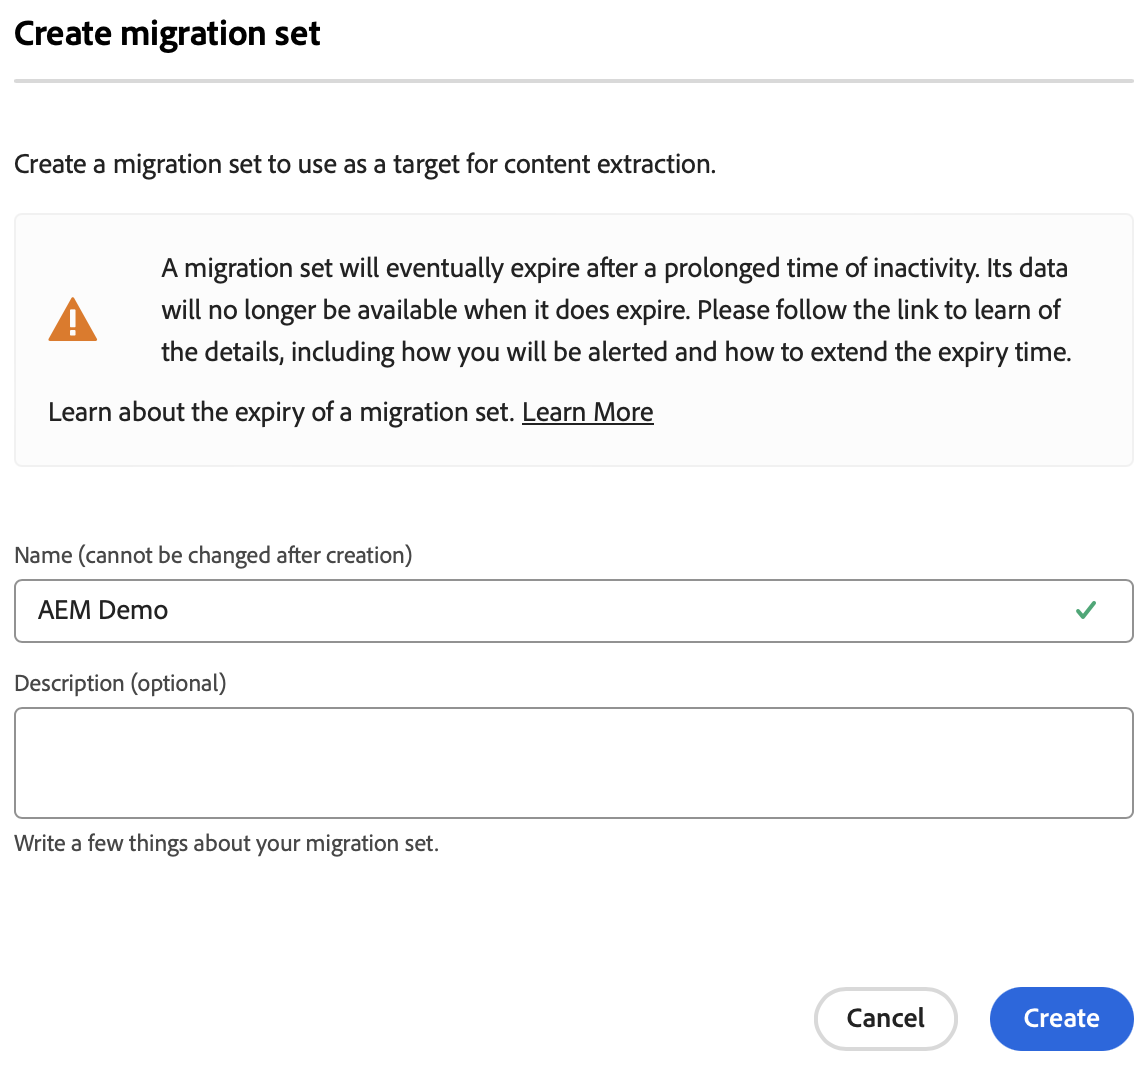 Create migration set
Create a migration set to use as a target for content extraction.
A migration set will eventually expire after a prolonged time of inactivity. Its data
will no longer be available when it does expire. Please follow the link to learn of
the details, including how you will be alerted and how to extend the expiry time.
Learn about the expiry of a migration set. Learn More
Name (cannot be changed after creation)
AEM Demo
Description (optional)
Write a few things about your migration set.
Cancel Create